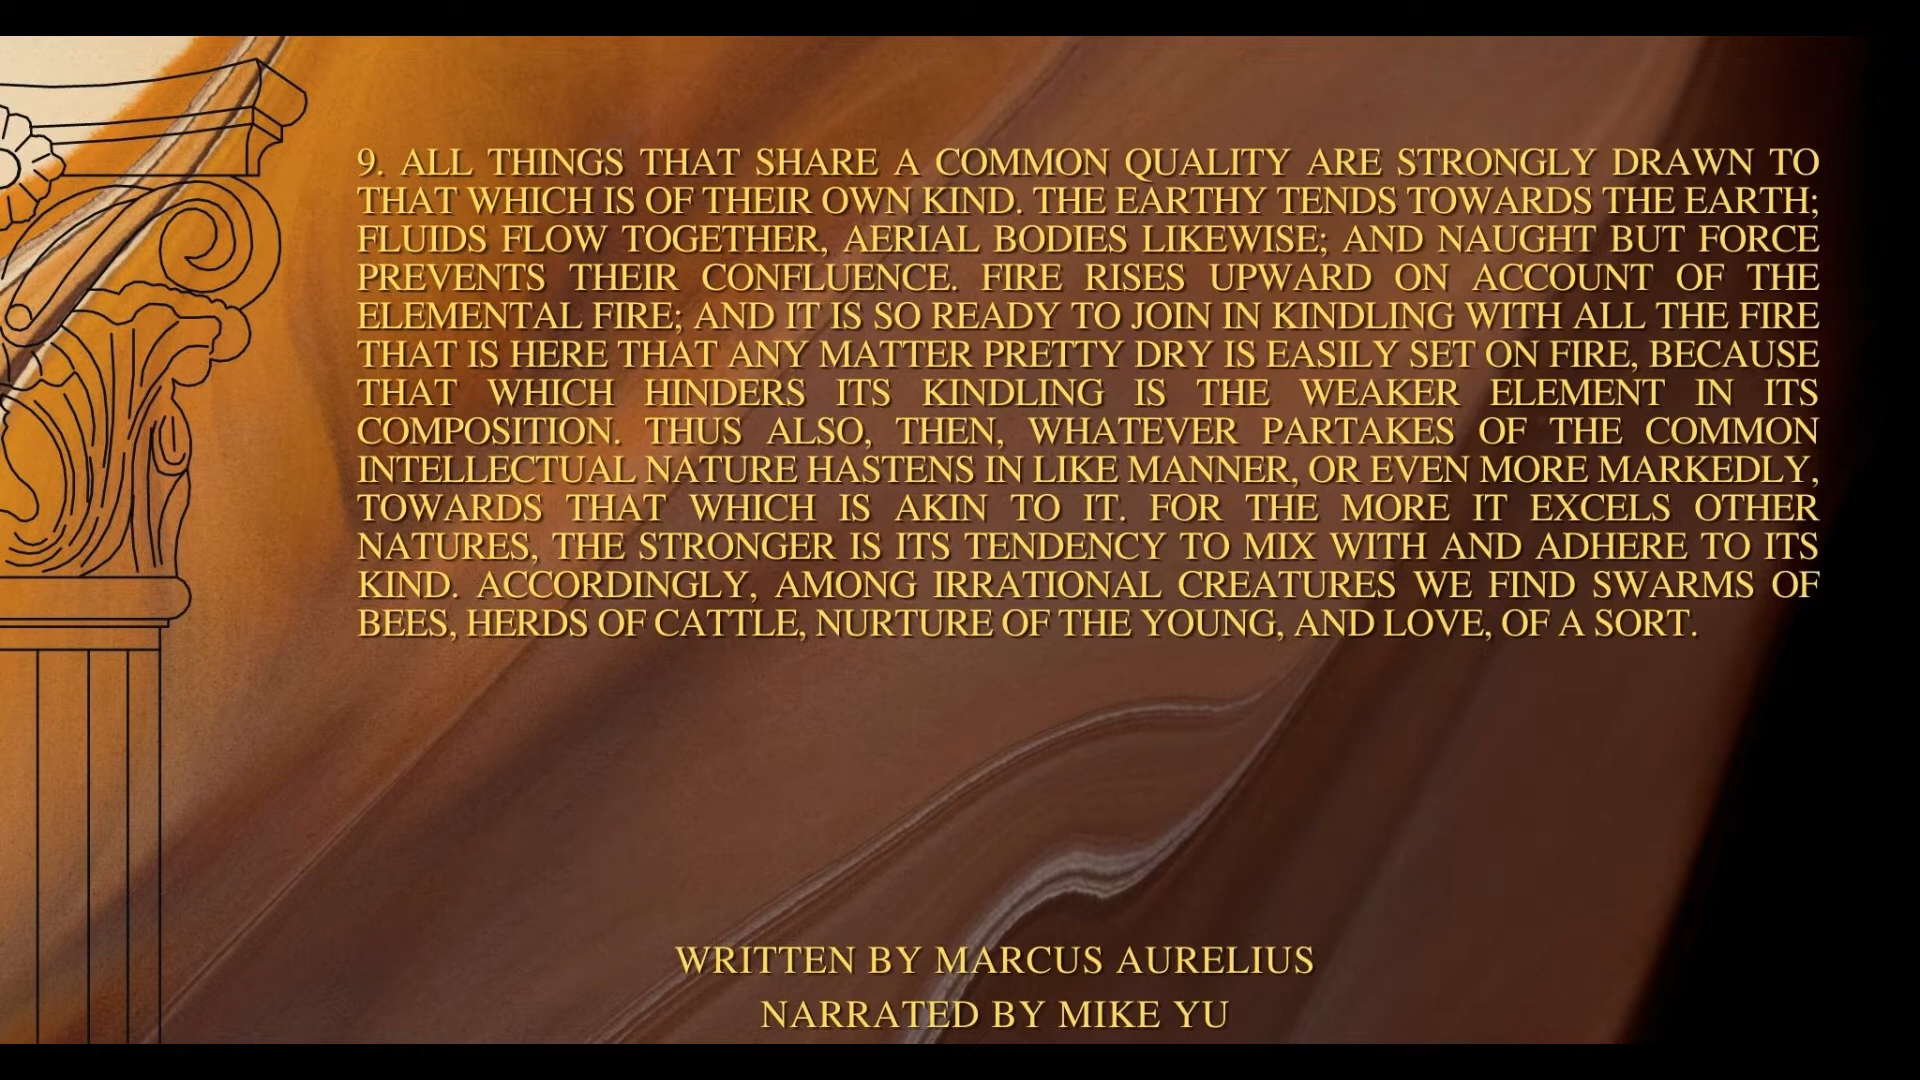 9. ALL THINGS THAT SHARE A COMMON QUALITY ARE STRONGLY DRAWN TO
THAT WHICH IS OF THEIR OWN KIND. THE EARTHY TENDS TOWARDS THE EARTH;
FLUIDS FLOW TOGETHER, AERIAL BODIES LIKEWISE; AND NAUGHT BUT FORCE
PREVENTS THEIR CONFLUENCE. FIRE RISES UPWARD ON ACCOUNT OF THE
ELEMENTAL FIRE; AND IT IS SO READY TO JOIN IN KINDLING WITH ALL THE FIRE
THAT IS HERE THAT ANY MATTER PRETTY DRY IS EASILY SET ON FIRE, BECAUSE
THAT WHICH HINDERS ITS KINDLING IS THE WEAKER ELEMENT IN ITS
COMPOSITION. THUS ALSO, THEN, WHATEVER PARTAKES OF THE COMMON
INTELLECTUAL NATURE HASTENS IN LIKE MANNER, OR EVEN MORE MARKEDLY,
TOWARDS THAT WHICH IS AKIN TO IT. FOR THE MORE IT EXCELS OTHER
NATURES, THE STRONGER IS ITS TENDENCY TO MIX WITH AND ADHERE TO ITS
KIND. ACCORDINGLY, AMONG IRRATIONAL CREATURES WE FIND SWARMS OF
BEES, HERDS OF CATTLE, NURTURE OF THE YOUNG, AND LOVE, OF A SORT.
WRITTEN BY MARCUS AURELIUS
NARRATED BY MIKE YU